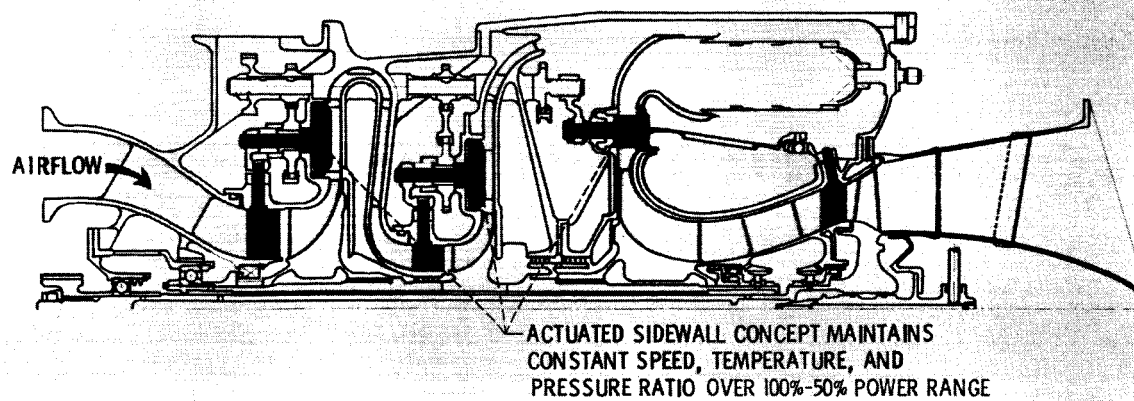 AIRFLOW
ACTUATED SIDEWALL CONCEPT MAINTAINS
CONSTANT SPEED, TEMPERATURE, AND
PRESSURE RATIO OVER 100%-50% POWER RANGE